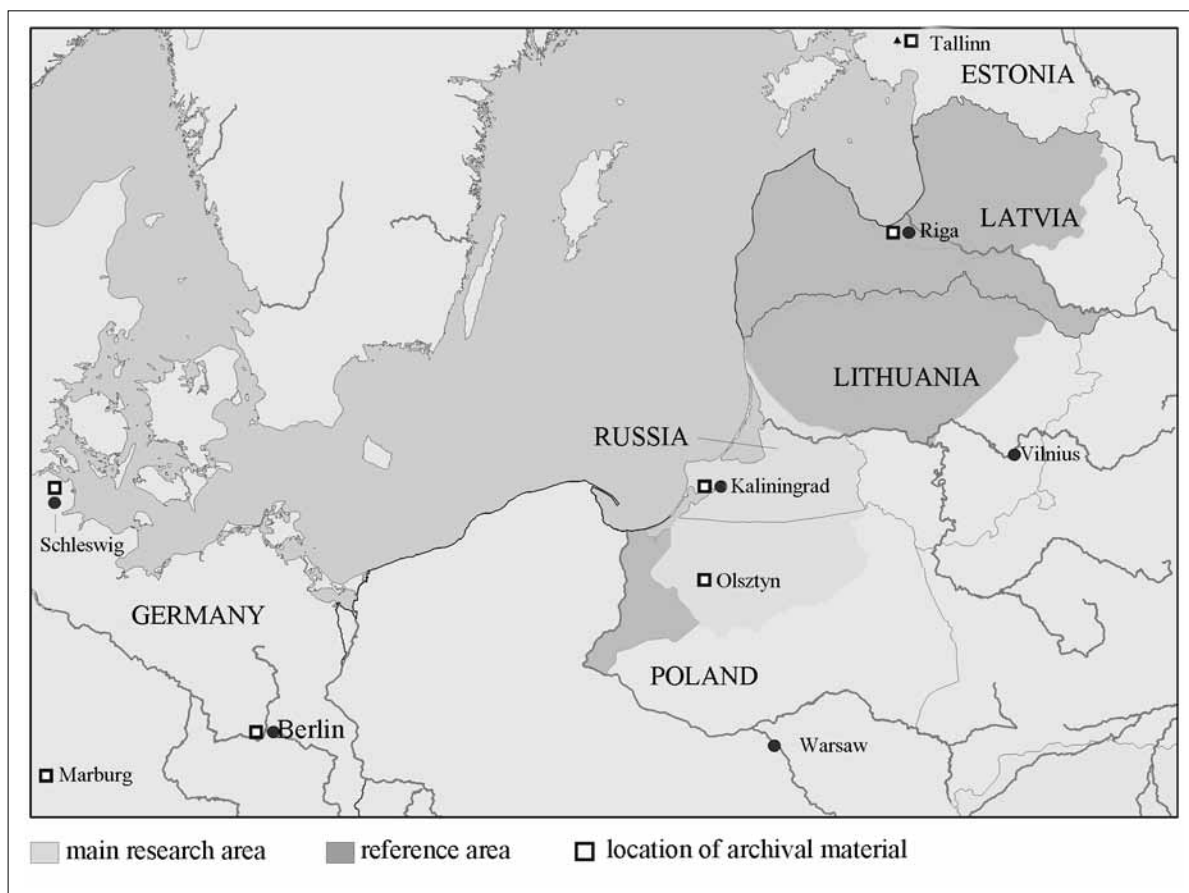 Tallinn
ESTONIA
LATVIA
Riga
LITHUANIA
RUSSIA
Vilnius
Kaliningrad
Schleswig
Olsztyn
GERMANY
POLAND
Berlin
Warsaw
Marburg
main research area reference area location of archival material